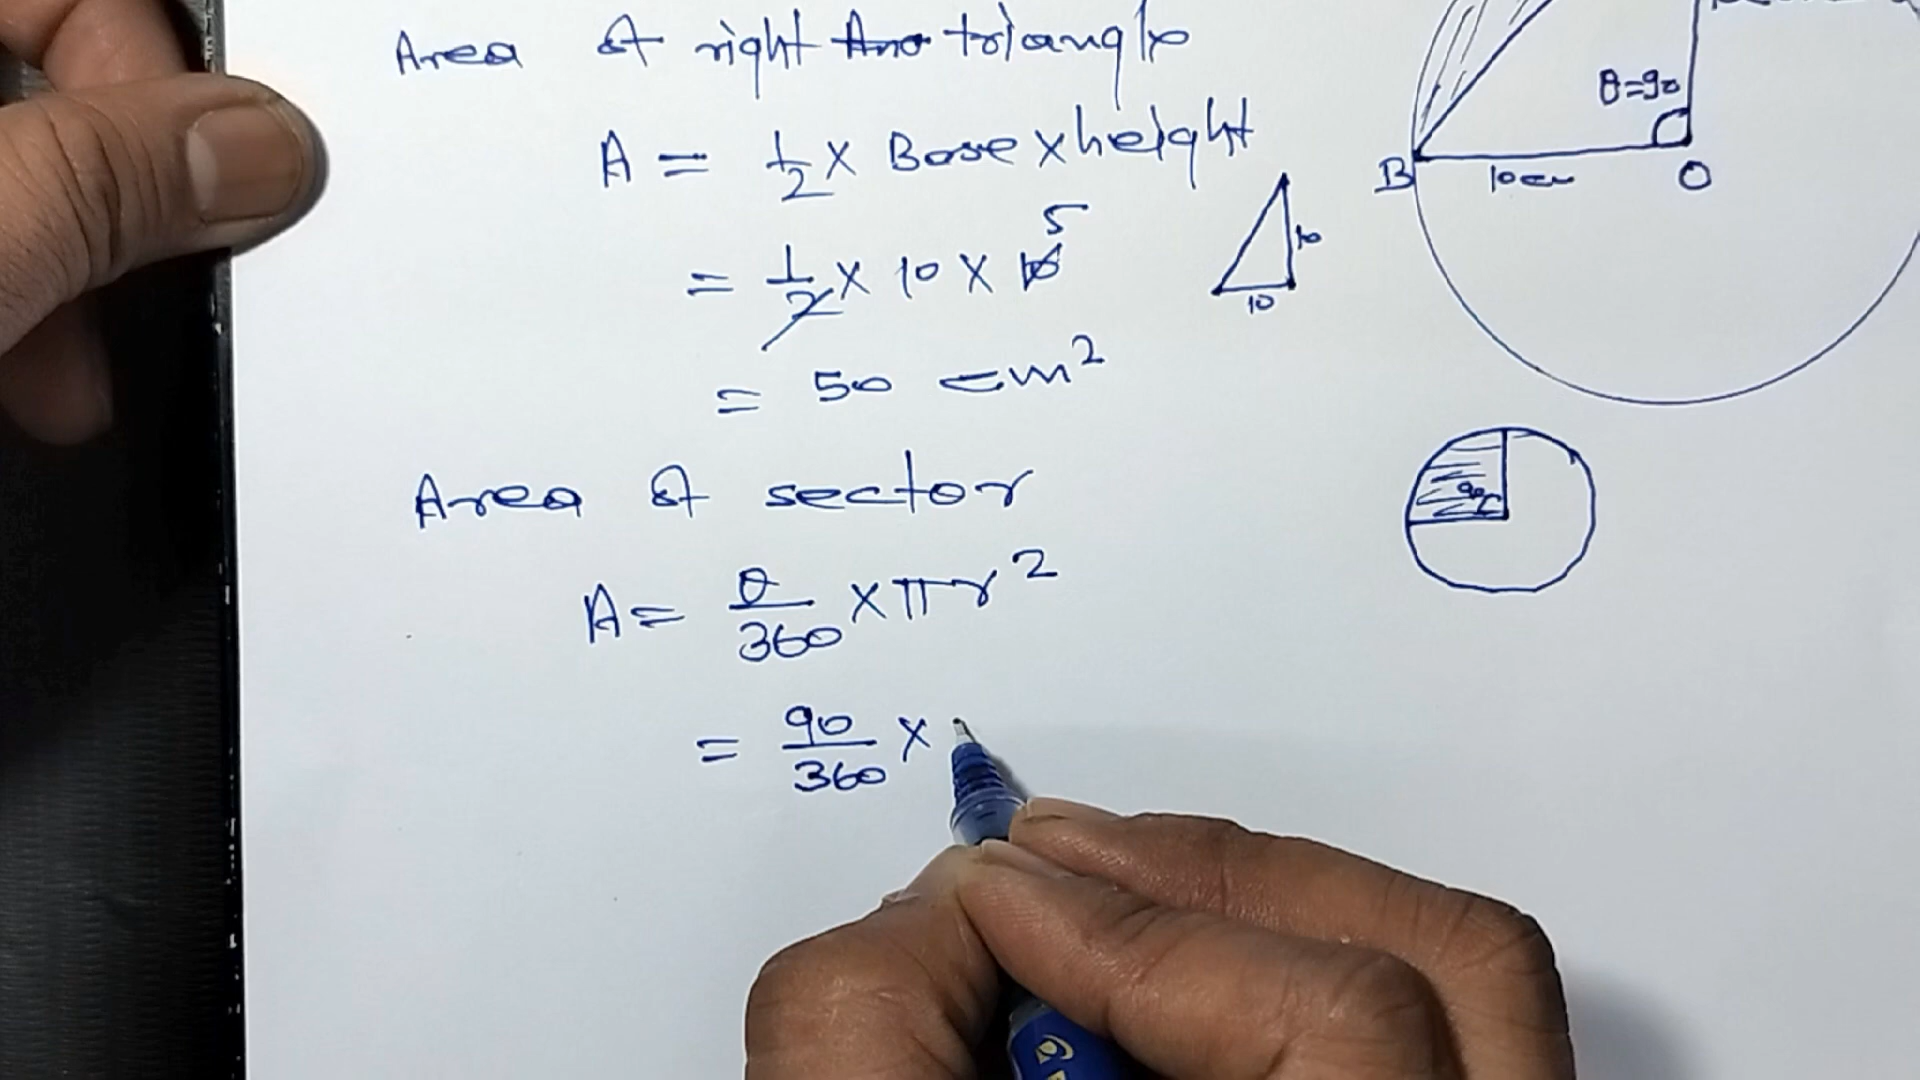 Area of right triangle
A = 1/2 × Base × height
= 1/2 × 10 × 10 5
= 50 cm²
Area of sector
A = θ/360 × πr²
= 90/360 ×
θ=90
B 10cm O
10
10
90